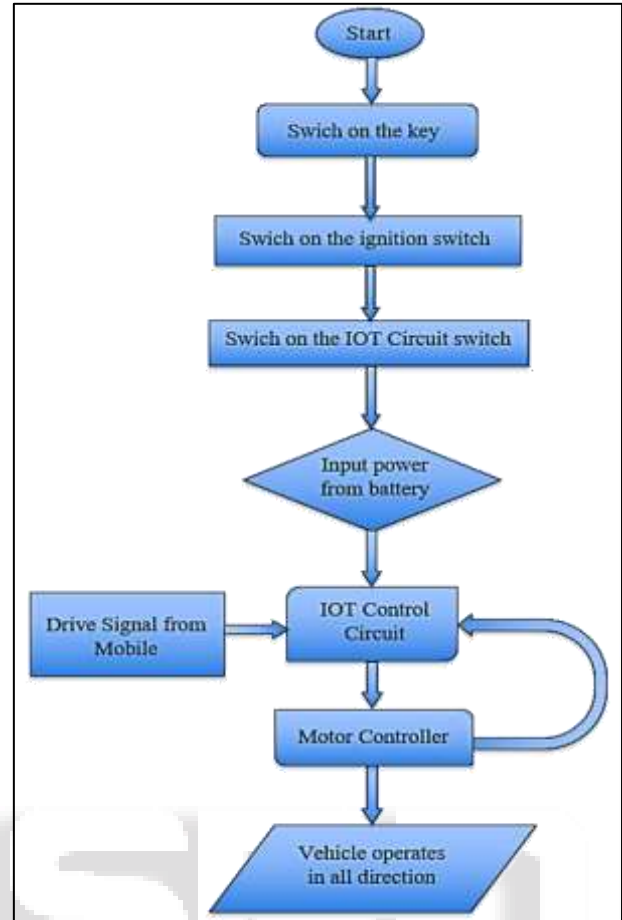 Start
Swich on the key
Swich on the ignition switch
Swich on the IOT Circuit switch
Input power
from battery
Drive Signal from
Mobile
IOT Control
Circuit
Motor Controller
Vehicle operates
in all direction